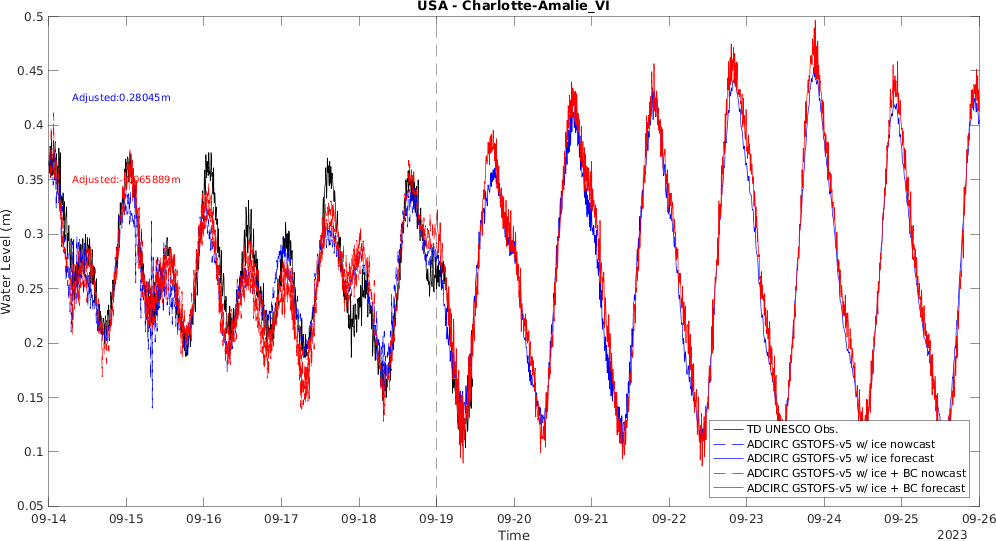 USA - Charlotte-Amalie_VI
0.5
0.45
0.4
0.35
0.3
0.25
0.2
0.15
0.1
0.05
Water Level (m)
Adjusted:0.28045m
09-14
09-15
09-16
09-17
09-18
09-19
09-20
09-21
09-22
09-23
09-24
09-25
09-26
Time
2023
TD UNESCO Obs.
ADCIRC GSTOFS-v5 w/ ice nowcast
ADCIRC GSTOFS-v5 w/ ice forecast
ADCIRC GSTOFS-v5 w/ ice + BC nowcast
ADCIRC GSTOFS-v5 w/ ice + BC forecast